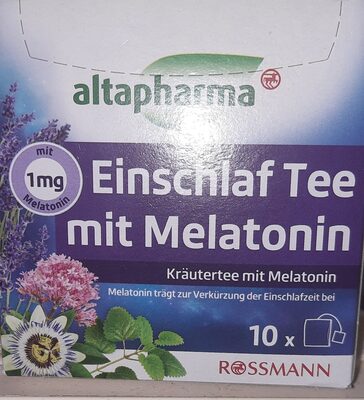 altapharma
mit
1mg
Melatonin
Einschlaf Tee
mit Melatonin
Kräutertee mit Melatonin
Melatonin trägt zur Verkürzung der Einschlafzeit bei
10 x
ROSSMANN